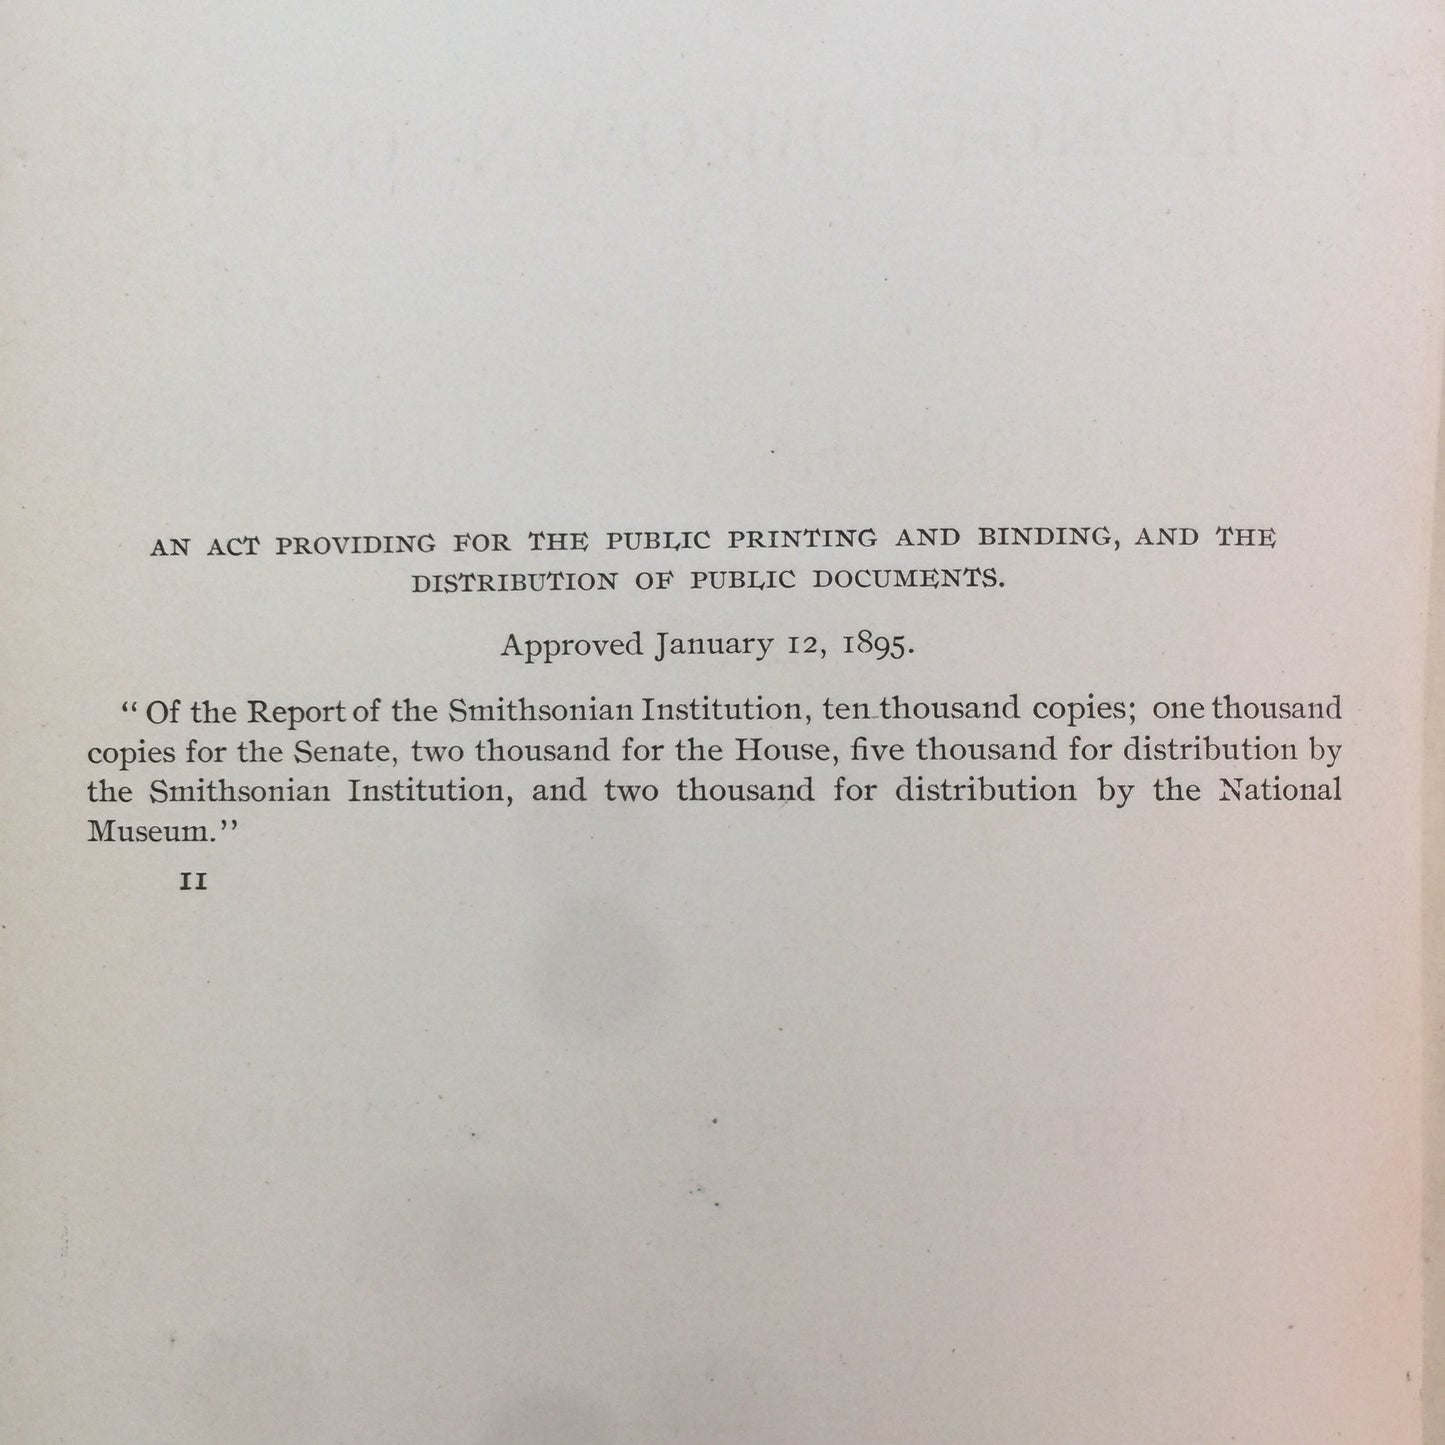 AN ACT PROVIDING FOR THE PUBLIC PRINTING AND BINDING, AND THE
DISTRIBUTION OF PUBLIC DOCUMENTS.
Approved January 12, 1895.
“Of the Report of the Smithsonian Institution, ten thousand copies; one thousand
copies for the Senate, two thousand for the House, five thousand for distribution by
the Smithsonian Institution, and two thousand for distribution by the National
Museum.”
II